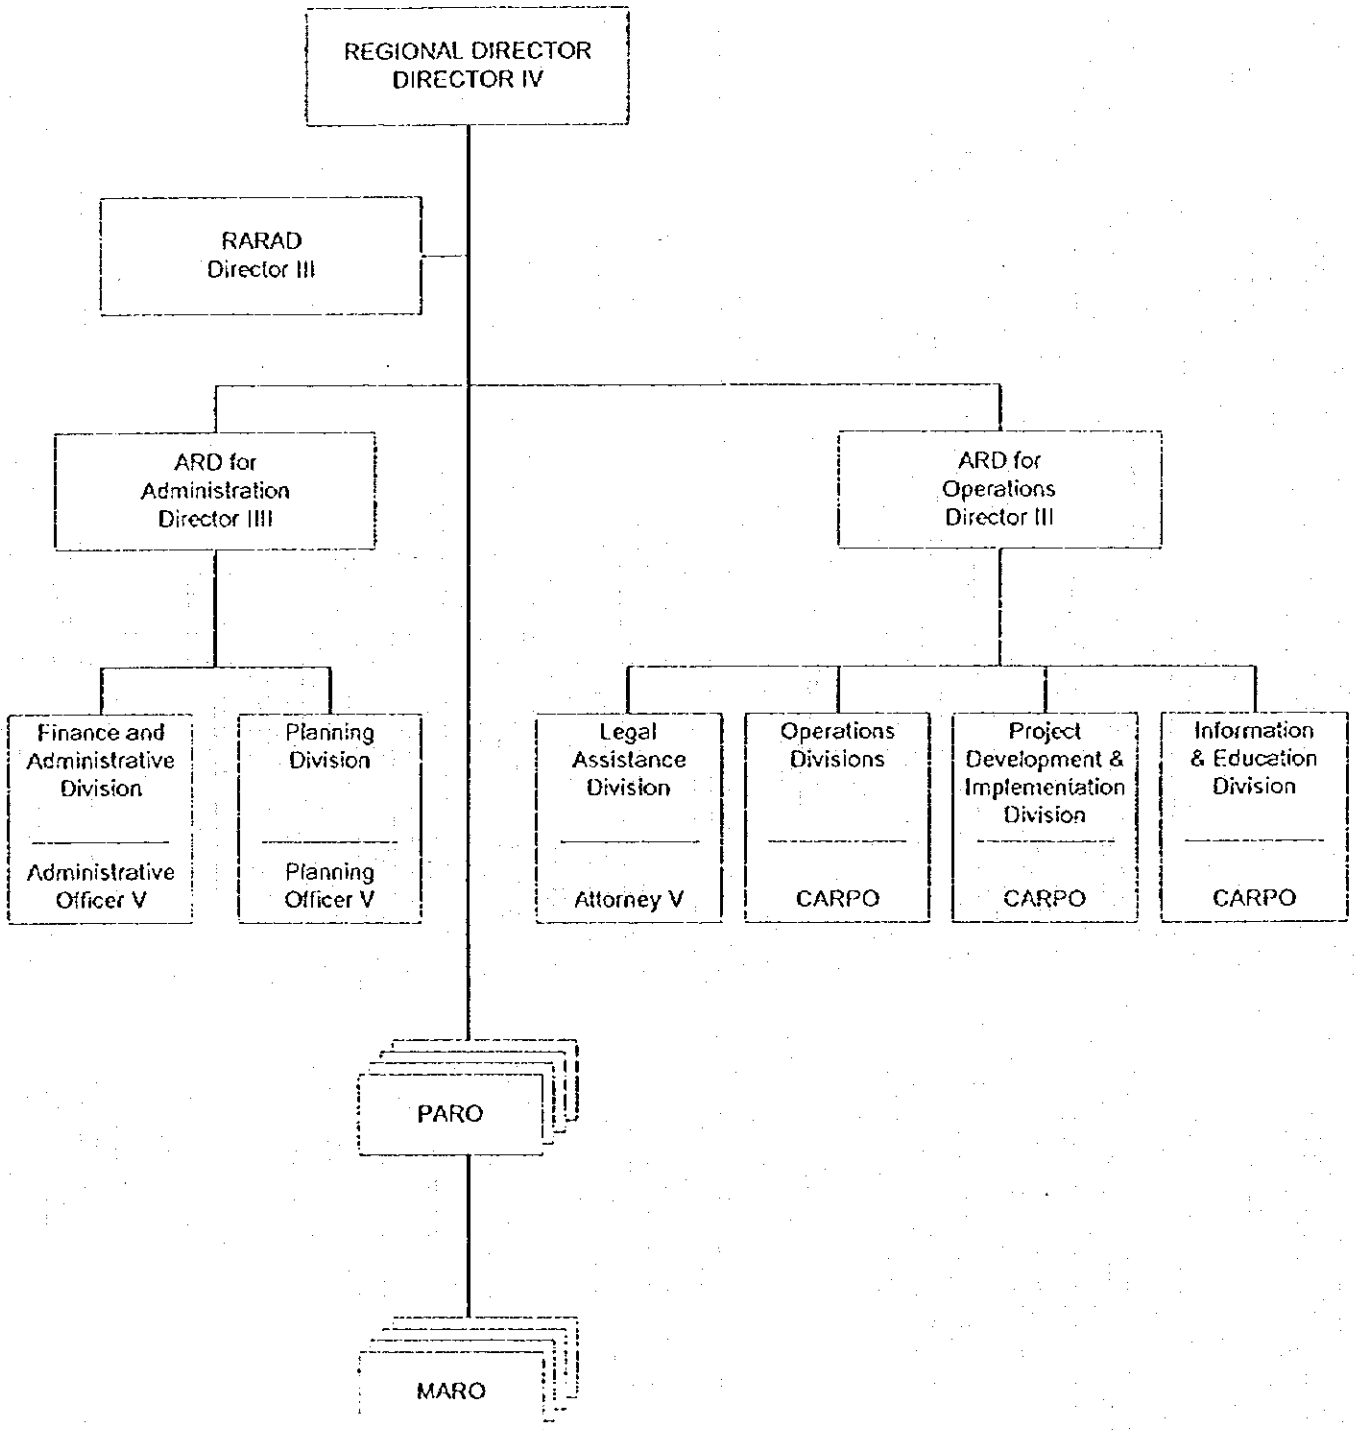 REGIONAL DIRECTOR
DIRECTOR IV
RARAD
Director III
ARD for
Administration
Director IIII
ARD for
Operations
Director III
Finance and
Administrative
Division
Administrative
Officer V
Planning
Division
Planning
Officer V
Legal
Assistance
Division
Attorney V
Operations
Divisions
CARPO
Project
Development &
Implementation
Division
CARPO
Information
& Education
Division
CARPO
PARO
MARO